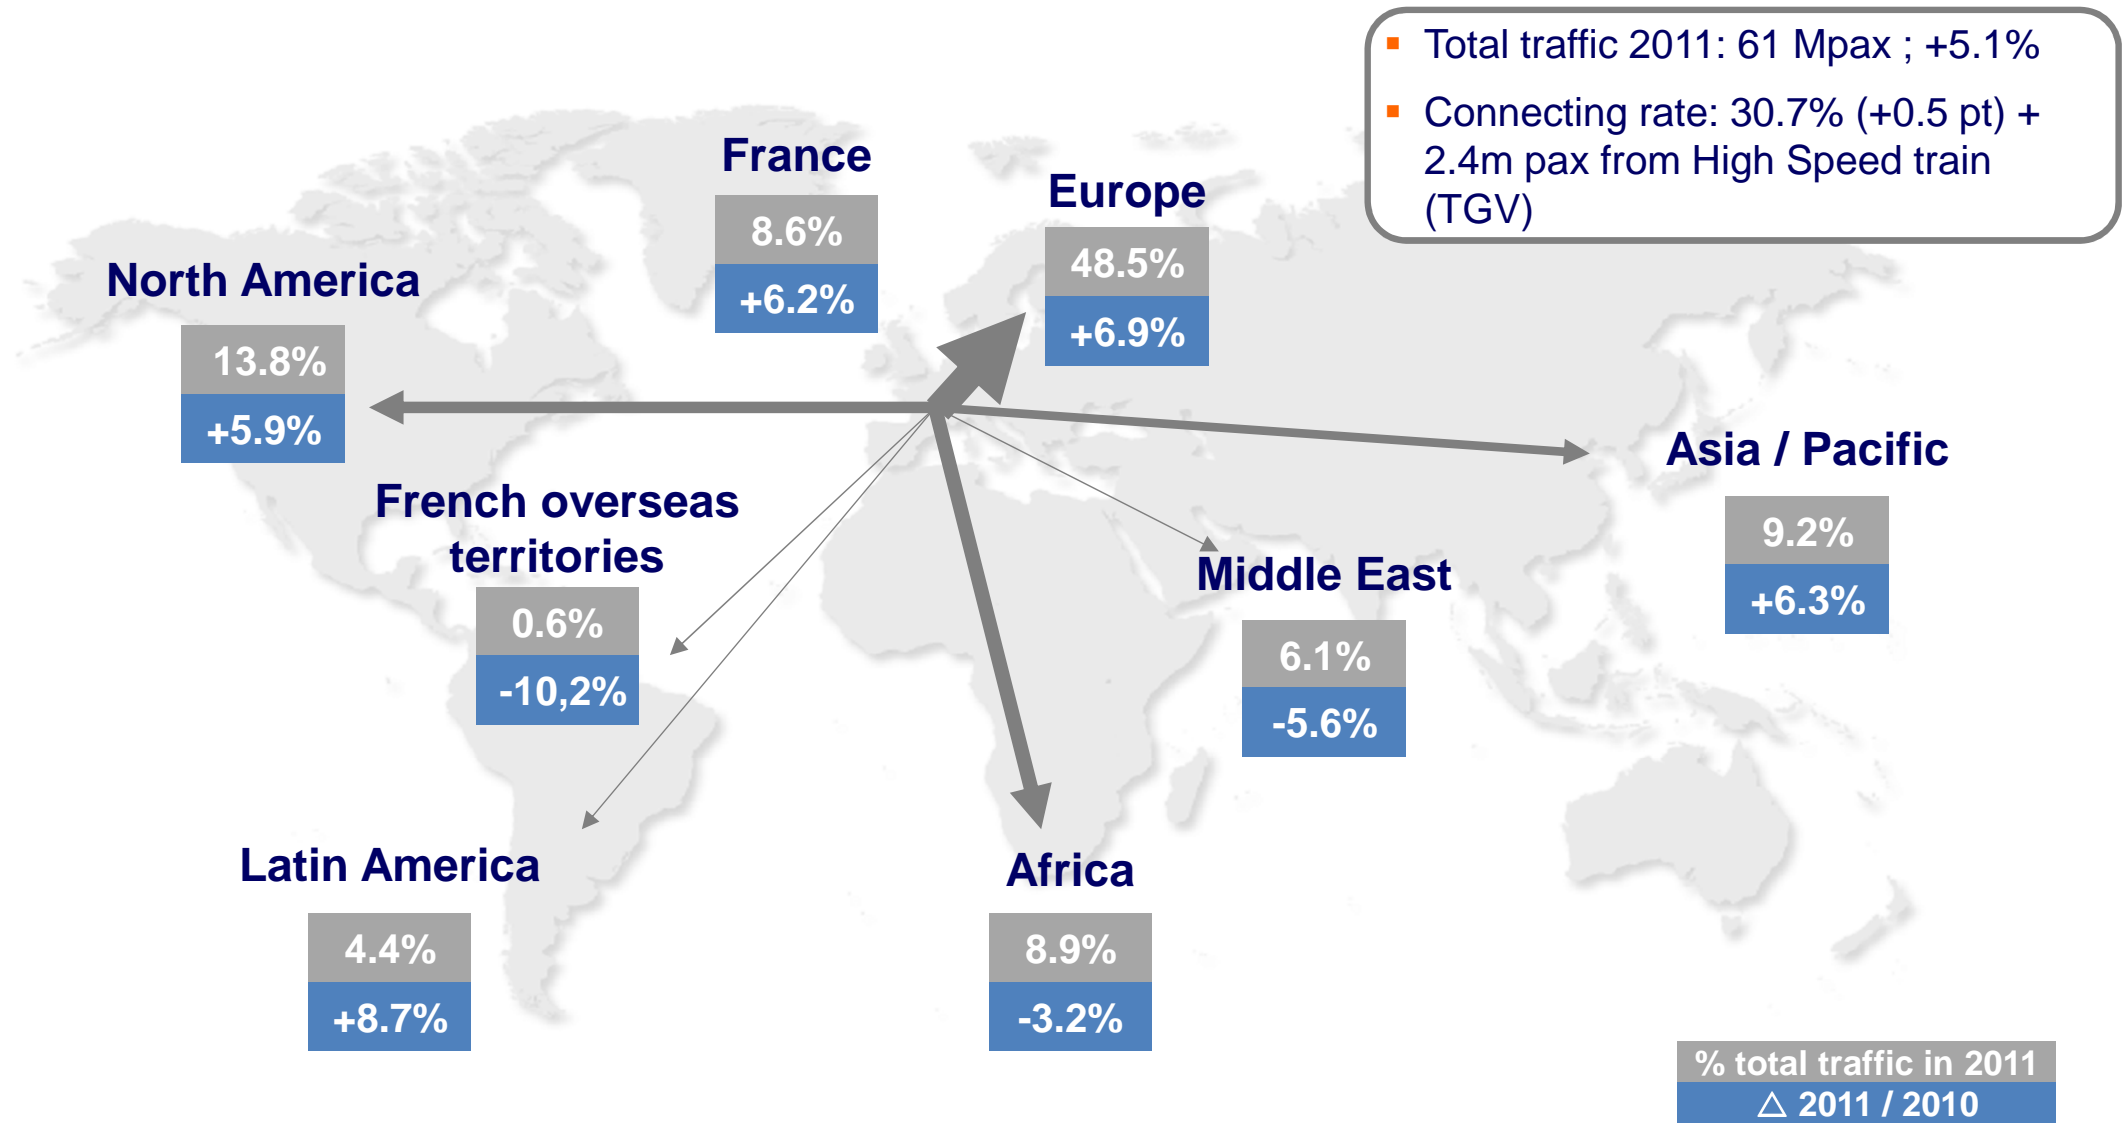 Total traffic 2011: 61 Mpax ; +5.1%
Connecting rate: 30.7% (+0.5 pt) +
2.4m pax from High Speed train
(TGV)
France
8.6%
+6.2%
Europe
48.5%
+6.9%
North America
13.8%
+5.9%
Asia / Pacific
9.2%
+6.3%
French overseas
territories
0.6%
-10,2%
Middle East
6.1%
-5.6%
Latin America
4.4%
+8.7%
Africa
8.9%
-3.2%
% total traffic in 2011
△ 2011 / 2010